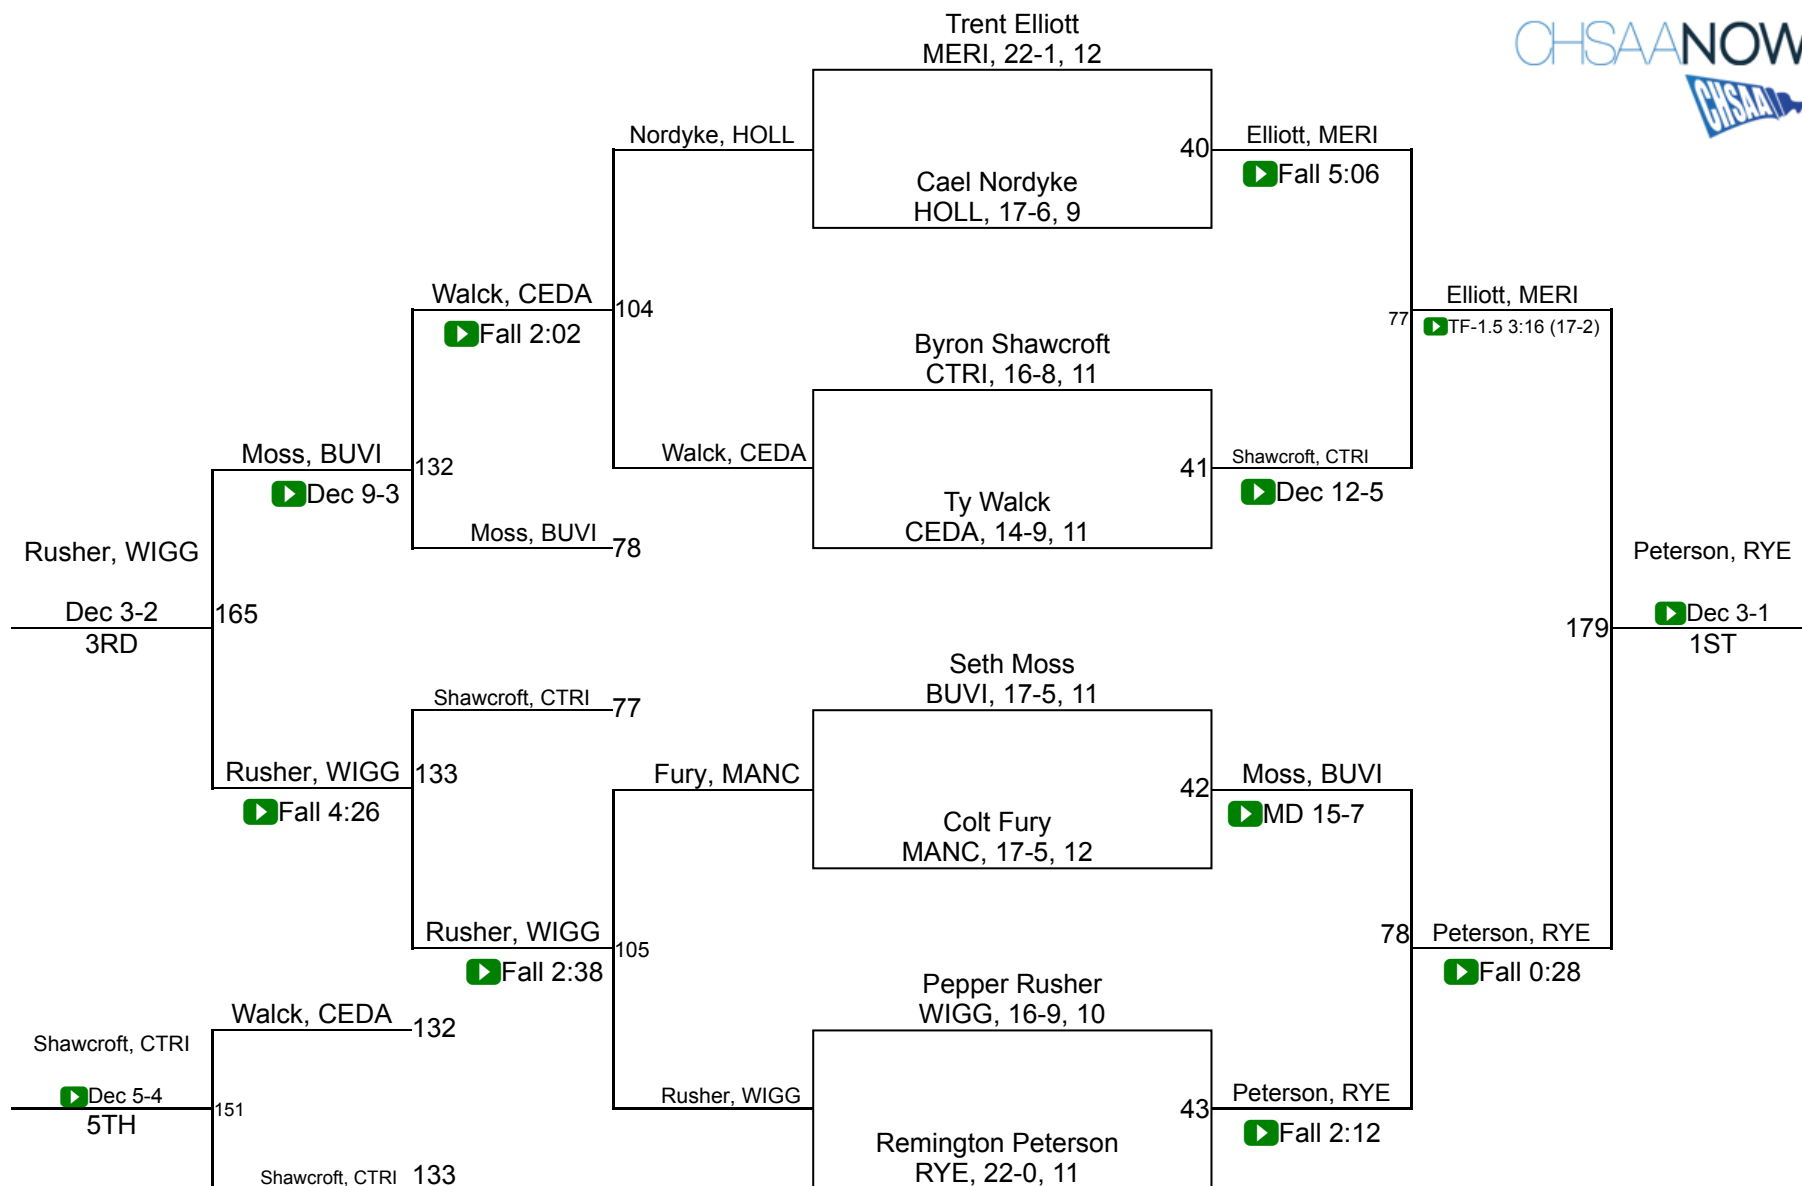 Trent Elliott
MERI, 22-1, 12
CHSAANOW
CHSAA
Nordyke, HOLL
40
Elliott, MERI
Fall 5:06
Cael Nordyke
HOLL, 17-6, 9
Walck, CEDA
104
Fall 2:02
Elliott, MERI
77
TF-1.5 3:16 (17-2)
Byron Shawcroft
CTRI, 16-8, 11
Moss, BUVI
132
Dec 9-3
Walck, CEDA
41
Shawcroft, CTRI
Dec 12-5
Ty Walck
CEDA, 14-9, 11
Moss, BUVI
78
Rusher, WIGG
Dec 3-2
165
3RD
Peterson, RYE
179
Dec 3-1
1ST
Seth Moss
BUVI, 17-5, 11
Shawcroft, CTRI
77
Rusher, WIGG
133
Fall 4:26
Fury, MANC
42
Moss, BUVI
MD 15-7
Colt Fury
MANC, 17-5, 12
Rusher, WIGG
105
Fall 2:38
78
Peterson, RYE
Fall 0:28
Pepper Rusher
WIGG, 16-9, 10
Walck, CEDA
132
Shawcroft, CTRI
Dec 5-4
151
5TH
Rusher, WIGG
43
Peterson, RYE
Fall 2:12
Remington Peterson
RYE, 22-0, 11
Shawcroft, CTRI
133